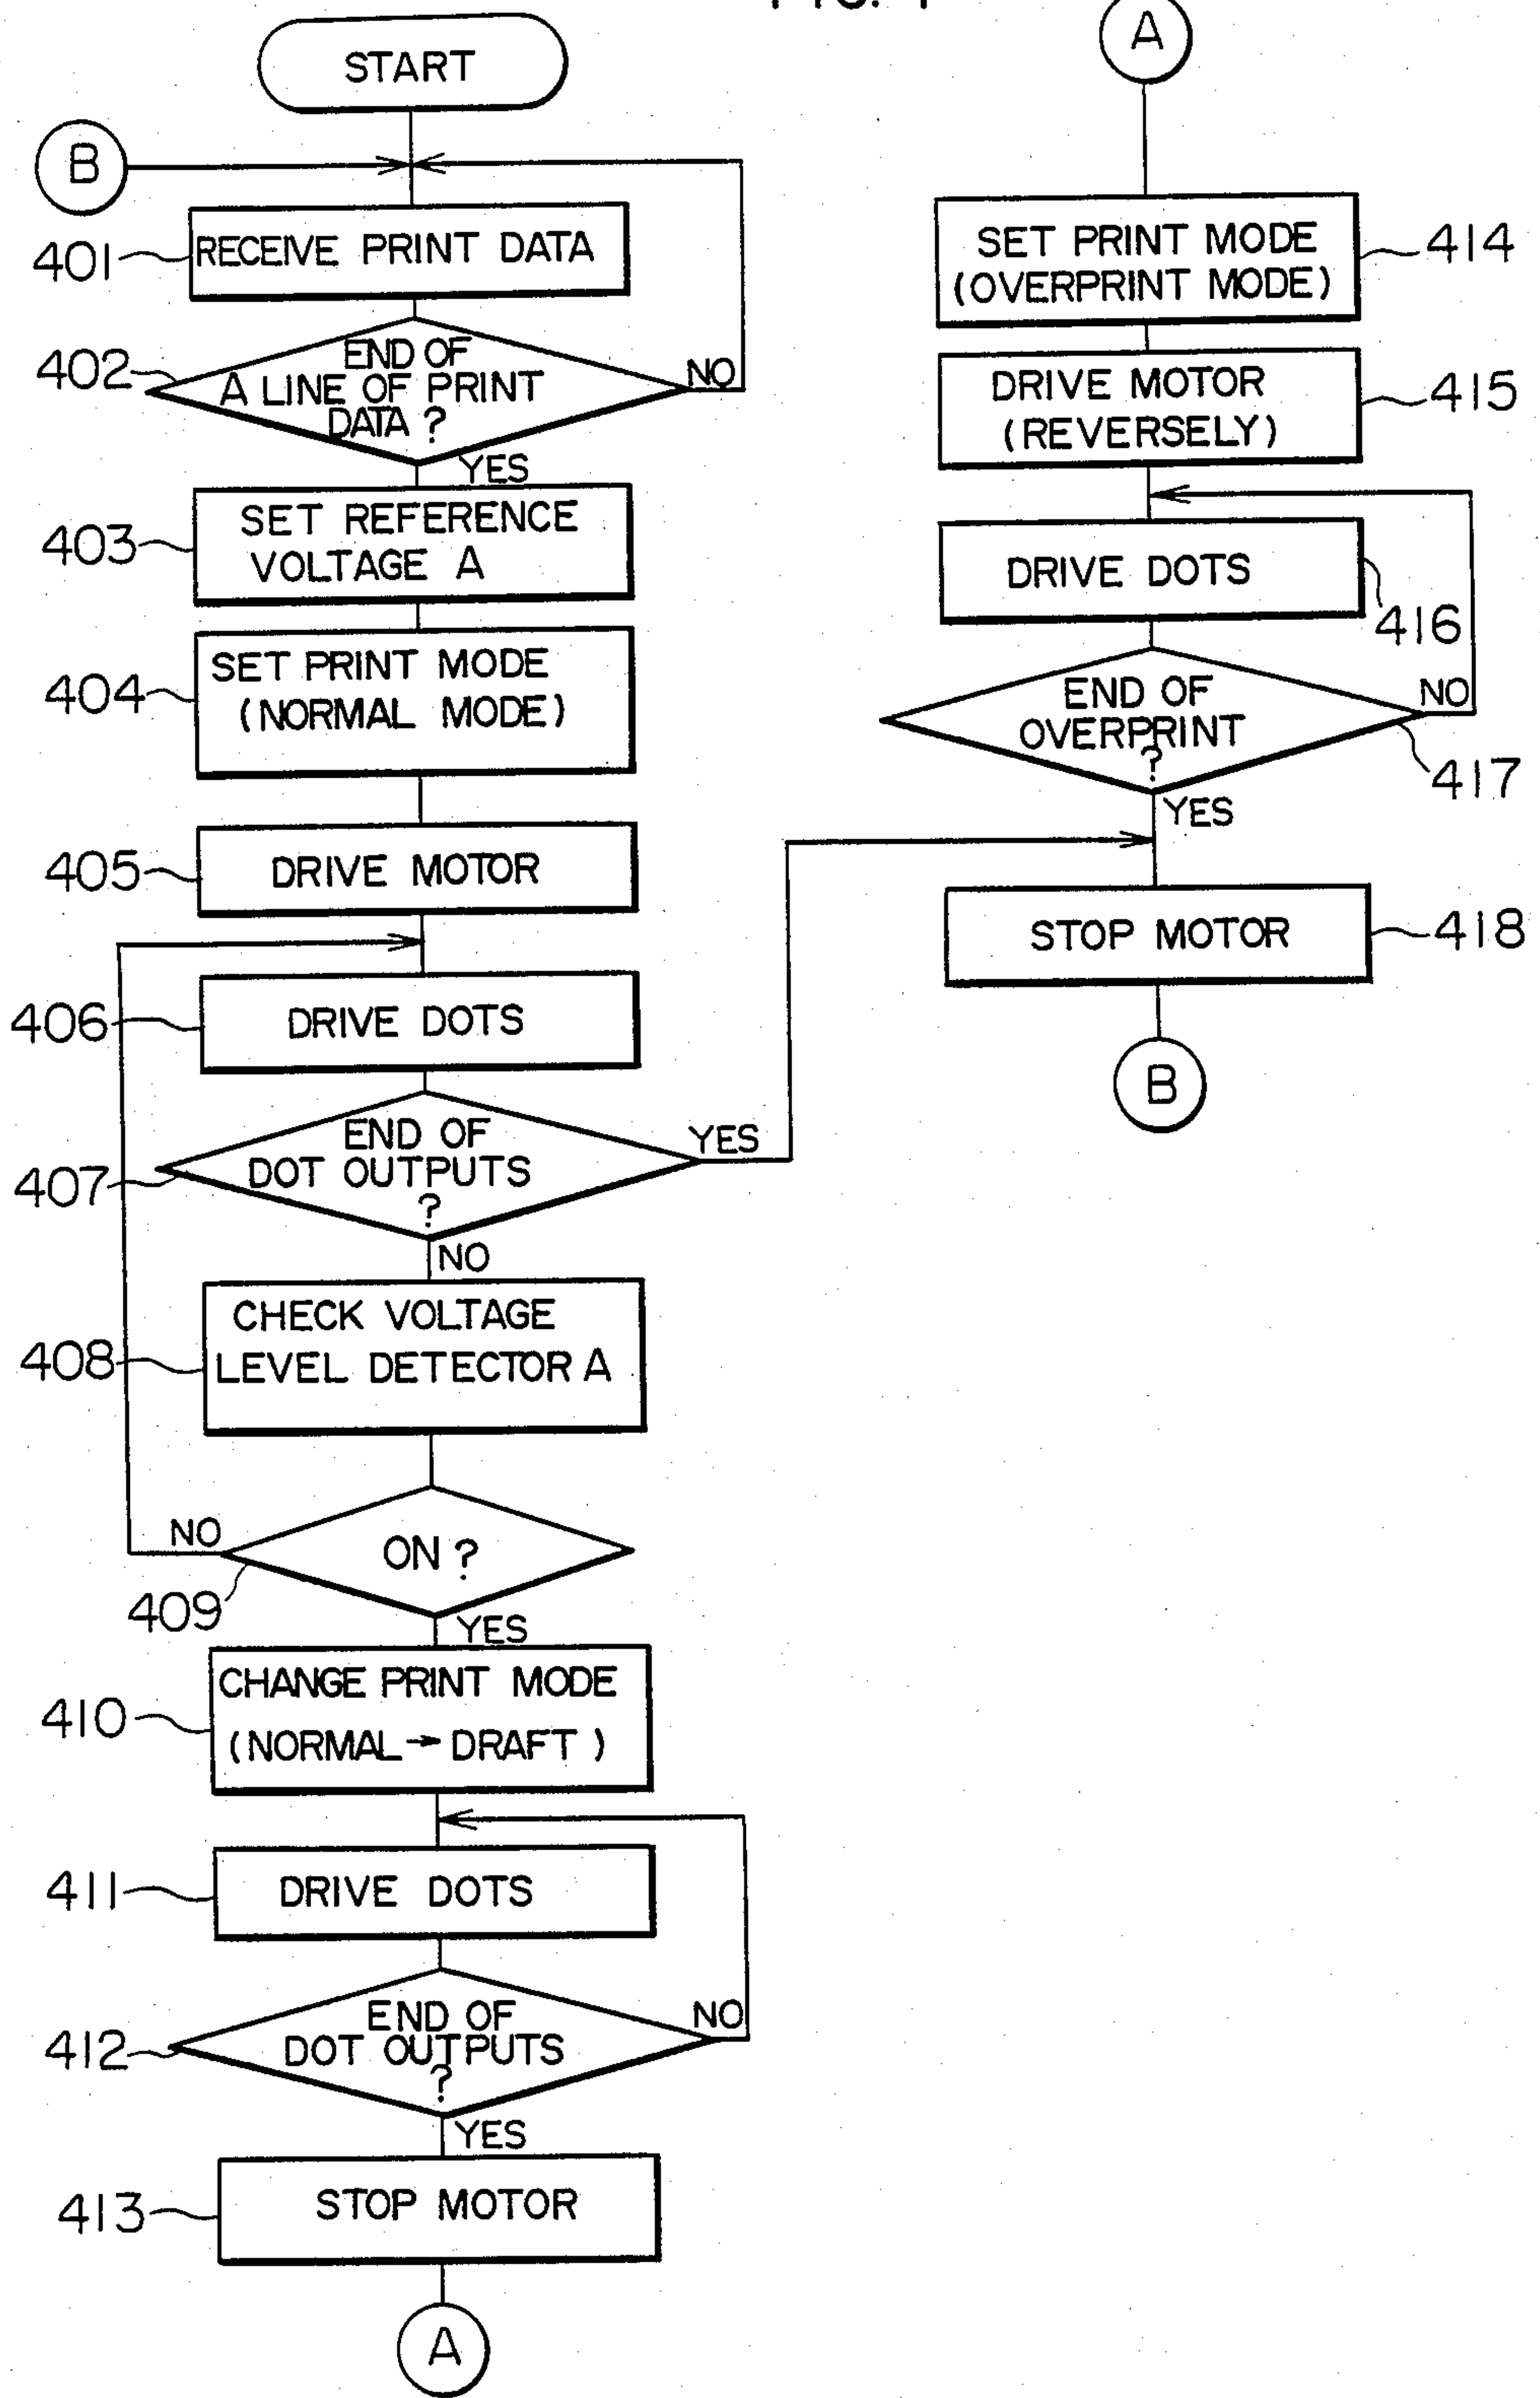 START
B
401
RECEIVE PRINT DATA
402
END OF
A LINE OF PRINT
DATA ?
NO
YES
403
SET REFERENCE
VOLTAGE A
404
SET PRINT MODE
(NORMAL MODE)
405
DRIVE MOTOR
406
DRIVE DOTS
407
END OF
DOT OUTPUTS
?
YES
NO
408
CHECK VOLTAGE
LEVEL DETECTOR A
409
ON ?
NO
YES
410
CHANGE PRINT MODE
(NORMAL → DRAFT)
411
DRIVE DOTS
412
END OF
DOT OUTPUTS
?
NO
YES
413
STOP MOTOR
A
A
SET PRINT MODE
(OVERPRINT MODE)
414
DRIVE MOTOR
(REVERSELY)
415
DRIVE DOTS
416
END OF
OVERPRINT
?
NO
417
YES
STOP MOTOR
418
B